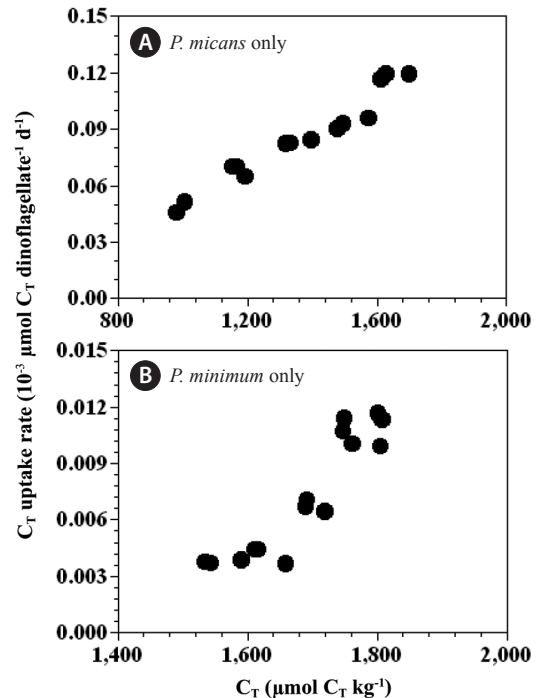 C_T uptake rate (10⁻³ μmol C_T dinoflagellate⁻¹ d⁻¹)
A P. micans only
0.15
0.12
0.09
0.06
0.03
0.00
800 1,200 1,600 2,000
B P. minimum only
0.015
0.012
0.009
0.006
0.003
0.000
1,400 1,600 1,800 2,000
C_T (μmol C_T kg⁻¹)